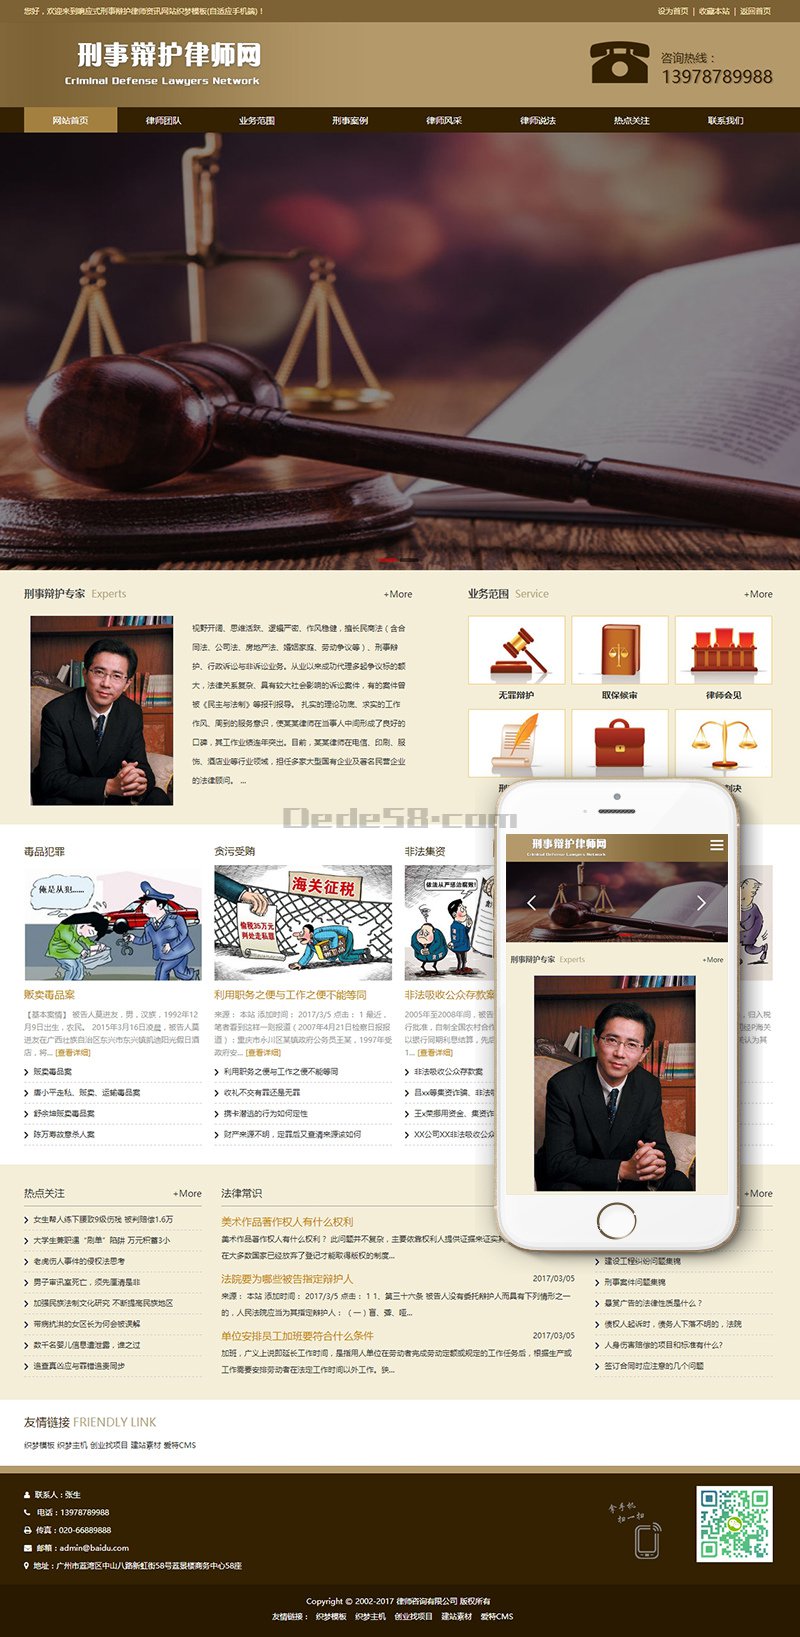 您好，欢迎来到响应式刑事辩护律师资讯网站织梦模板(自适应手机端)！
设为首页 | 收藏本站 | 返回首页
刑事辩护律师网
Criminal Defense Lawyers Network
咨询热线：
13978789988
网站首页 律师团队 业务范围 刑事案例 律师风采 律师说法 热点关注 联系我们
刑事辩护专家 Experts +More
视野开阔、思维活跃、逻辑严密、作风稳健，擅长民商法（含合
同法、公司法、房地产法、婚姻家庭、劳动争议等）、刑事辩
护、行政诉讼与非诉讼业务。从业以来成功代理多起争议标的额
大，法律关系复杂、具有较大社会影响的诉讼案件，有的案件曾
被《民主与法制》等报刊报导。 扎实的理论功底、求实的工作
作风、周到的服务意识，使某某律师在当事人中间形成了良好的
口碑，其工作业绩连年突出。目前，某某律师在电信、印刷、服
饰、酒店业等行业领域，担任多家大型国有企业及著名民营企业
的法律顾问。 ...
业务范围 Service +More
无罪辩护 取保候审 律师会见
Dede58.com
毒品犯罪
俺是从犯......
贩卖毒品案
【基本案情】 被告人莫进友，男，汉族，1992年12
月9日出生，农民。 2015年3月16日凌晨，被告人莫
进友在广西壮族自治区东兴市东兴镇凯迪阳光假日酒
店，将... [查看详细]
贩卖毒品案
唐小平走私、贩卖、运输毒品案
舒余坤贩卖毒品案
陈万寿故意杀人案
贪污受贿
海关征税
偷税35万元
判处走私罪
利用职务之便与工作之便不能等同
来源： 本站 添加时间： 2017/3/5 点击： 1 最近，
笔者看到这样一则报道（ 2007年4月21日检察日报报
道 ）：重庆市永川区某镇政府公务员王某，1997年受
政府安... [查看详细]
利用职务之便与工作之便不能等同
收礼不交有罪还是无罪
携卡潜逃的行为如何定性
财产来源不明，定罪后又查清来源该如何
非法集资
依法从严惩治腐败!
非法吸收公众存款案
2005年至2008年间，被告
行批准，自制全国农村合作
以银行同期利息结算，先后
1... [查看详细]
非法吸收公众存款案
吕xx等集资诈骗、非法吸
王x荣挪用资金、集资诈
XX公司XX非法吸收公众
，归入税
经P海关
关认为其
刑事辩护律师网
Criminal Defense Lawyers Network
刑事辩护专家 Experts +More
热点关注 +More
女生帮人练下腰致9级伤残 被判赔偿1.6万
大学生兼职遇“刷单”陷阱 万元积蓄3小
老虎伤人事件的侵权法思考
男子审讯室死亡，须先厘清是非
加强民族法制文化研究 不断提高民族地区
带病抗洪的女区长为何会被误解
数千名婴儿信息遭泄露，谁之过
追查真凶应与罪错追责同步
法律常识
美术作品著作权人有什么权利
美术作品著作权人有什么权利？ 此问题并不复杂，主要依靠权利人提供证据来证实其
在大多数国家已经放弃了登记才能取得版权的制度...
法院要为哪些被告指定辩护人 2017/03/05
来源： 本站 添加时间： 2017/3/5 点击： 1 1、第三十六条 被告人没有委托辩护人而具有下列情形之一
的，人民法院应当为其指定辩护人：（一）盲、聋、哑...
单位安排员工加班要符合什么条件 2017/03/05
加班，广义上说即延长工作时间，是指用人单位在劳动者完成劳动定额或规定的工作任务后，根据生产或
工作需要安排劳动者在法定工作时间以外工作。狭...
+More
建设工程纠纷问题集锦
刑事案件问题集锦
悬赏广告的法律性质是什么？
债权人起诉时，债务人下落不明的，法院
人身伤害赔偿的项目和标准有什么?
签订合同时应注意的几个问题
友情链接 FRIENDLY LINK
织梦模板 织梦主机 创业找项目 建站素材 爱特CMS
联系人：张生
电话：13978789988
传真：020-66889888
邮箱：admin@baidu.com
地址：广州市荔湾区中山八路新虹街58号荔景楼商务中心58座
拿手机
扫一扫
Copyright © 2002-2017 律师咨询有限公司 版权所有
友情链接： 织梦模板 织梦主机 创业找项目 建站素材 爱特CMS